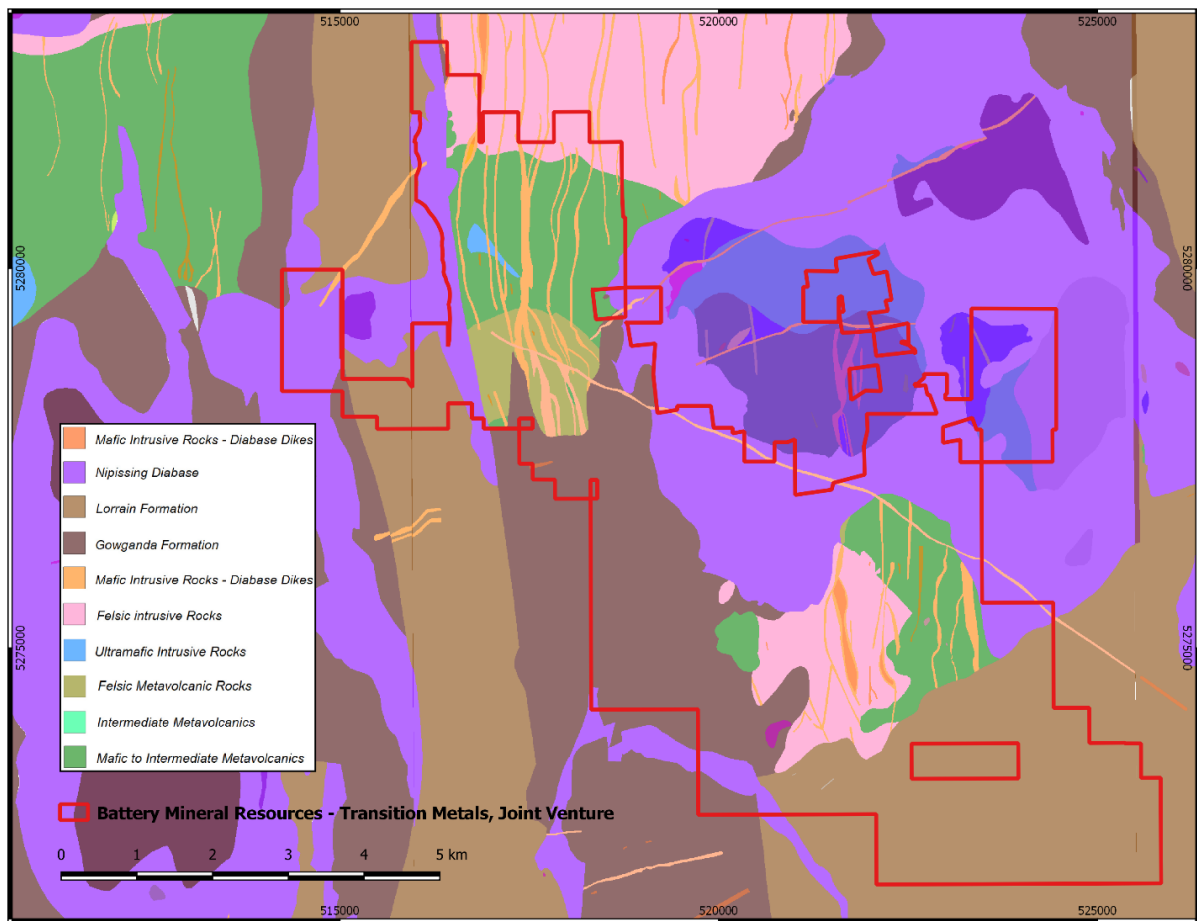 515000 520000 525000
5280000 5280000
Mafic Intrusive Rocks - Diabase Dikes
Nipissing Diabase
Lorrain Formation
Gowganda Formation
Mafic Intrusive Rocks - Diabase Dikes
Felsic intrusive Rocks
Ultramafic Intrusive Rocks
5275000 5275000
Felsic Metavolcanic Rocks
Intermediate Metavolcanics
Mafic to Intermediate Metavolcanics
Battery Mineral Resources - Transition Metals, Joint Venture
0 1 2 3 4 5 km
515000 520000 525000